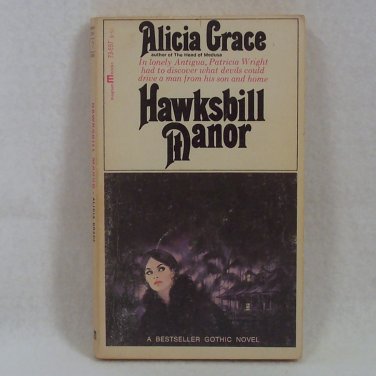 Alicia Grace
author of The Hand of Medusa
In lonely Antigua, Patricia Wright
had to discover what devils could
drive a man from his son and home
Hawksbill
Manor
A BESTSELLER GOTHIC NOVEL